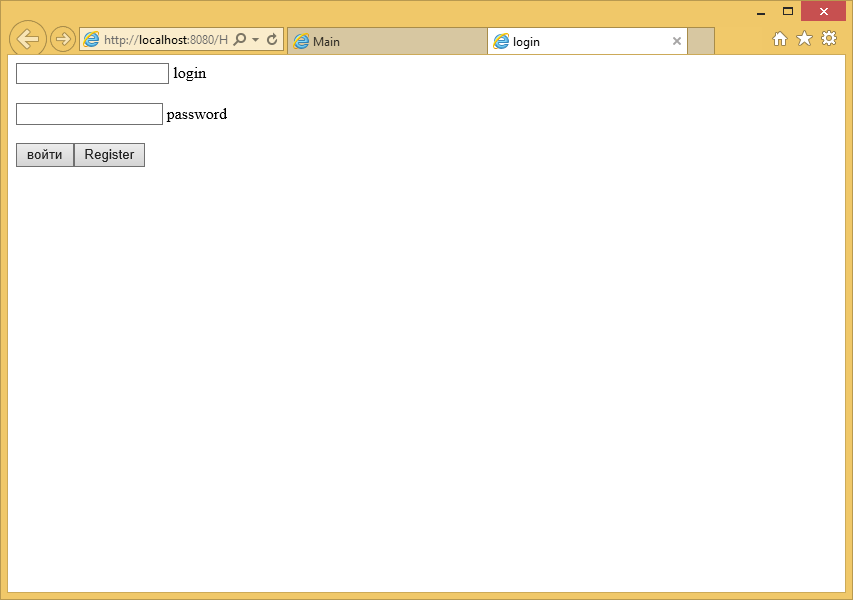 http://localhost:8080/H
Main
login
login
password
войти
Register